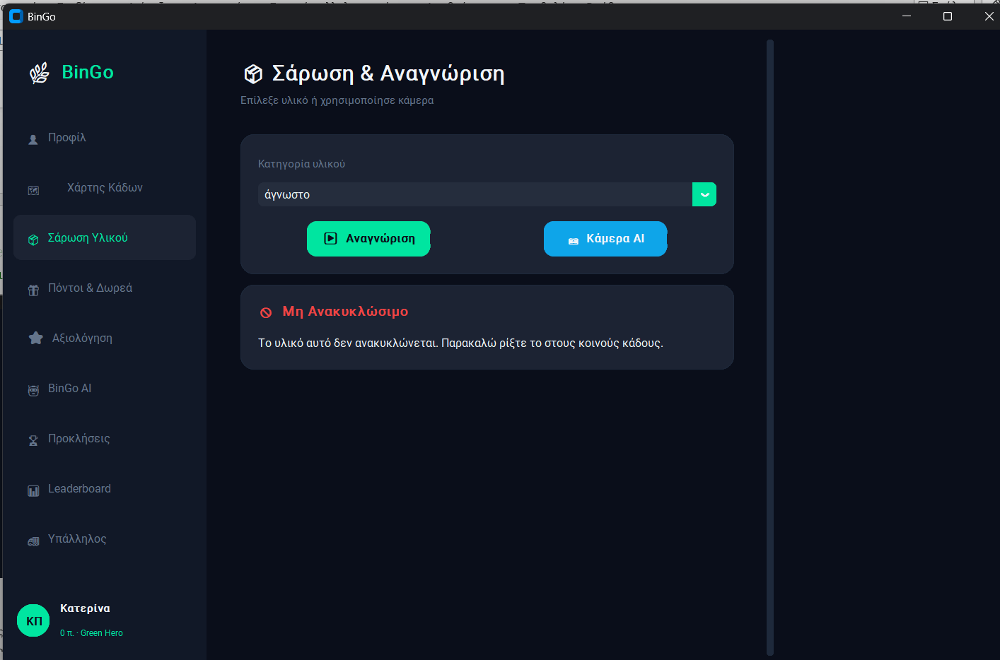 BinGo
BinGo
Προφίλ
Χάρτης Κάδων
Σάρωση Υλικού
Πόντοι & Δωρεά
Αξιολόγηση
BinGo AI
Προκλήσεις
Leaderboard
Υπάλληλος
ΚΠ
Κατερίνα
0 π. · Green Hero
Σάρωση & Αναγνώριση
Επίλεξε υλικό ή χρησιμοποίησε κάμερα
Κατηγορία υλικού
άγνωστο
Αναγνώριση
Κάμερα AI
Μη Ανακυκλώσιμο
Το υλικό αυτό δεν ανακυκλώνεται. Παρακαλώ ρίξτε το στους κοινούς κάδους.